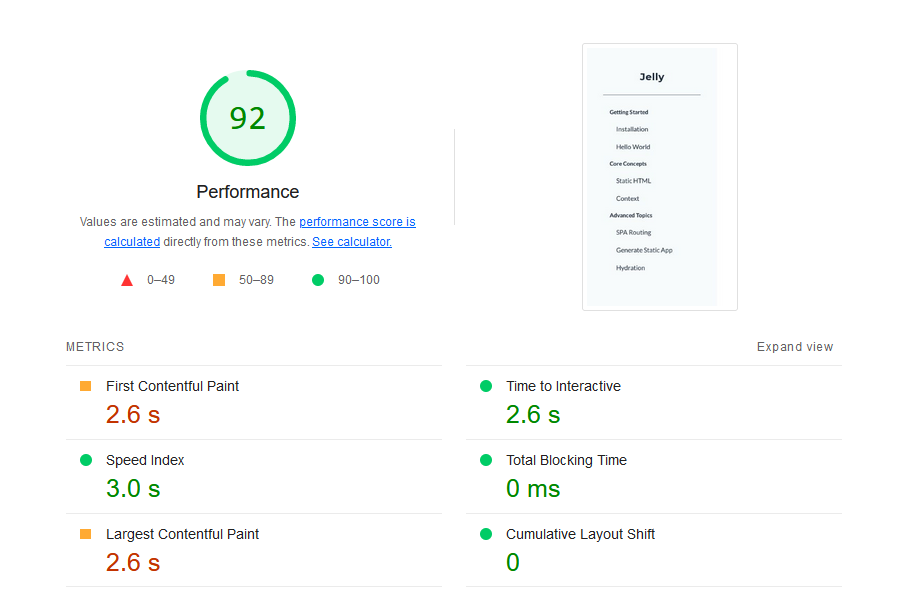 92
Performance
Values are estimated and may vary. The performance score is
calculated directly from these metrics. See calculator.
0–49
50–89
90–100
Jelly
Getting Started
Installation
Hello World
Core Concepts
Static HTML
Context
Advanced Topics
SPA Routing
Generate Static App
Hydration
METRICS
Expand view
First Contentful Paint
2.6 s
Time to Interactive
2.6 s
Speed Index
3.0 s
Total Blocking Time
0 ms
Largest Contentful Paint
2.6 s
Cumulative Layout Shift
0